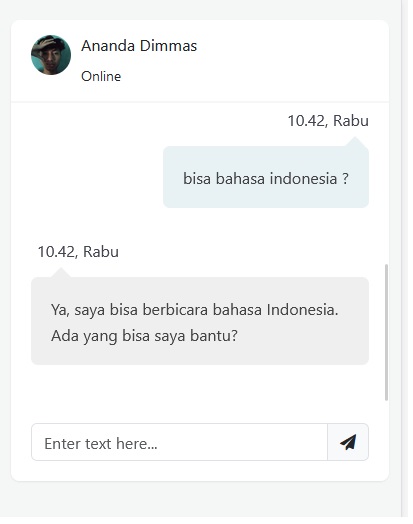 Ananda Dimmas
Online
10.42, Rabu
bisa bahasa indonesia ?
10.42, Rabu
Ya, saya bisa berbicara bahasa Indonesia.
Ada yang bisa saya bantu?
Enter text here...